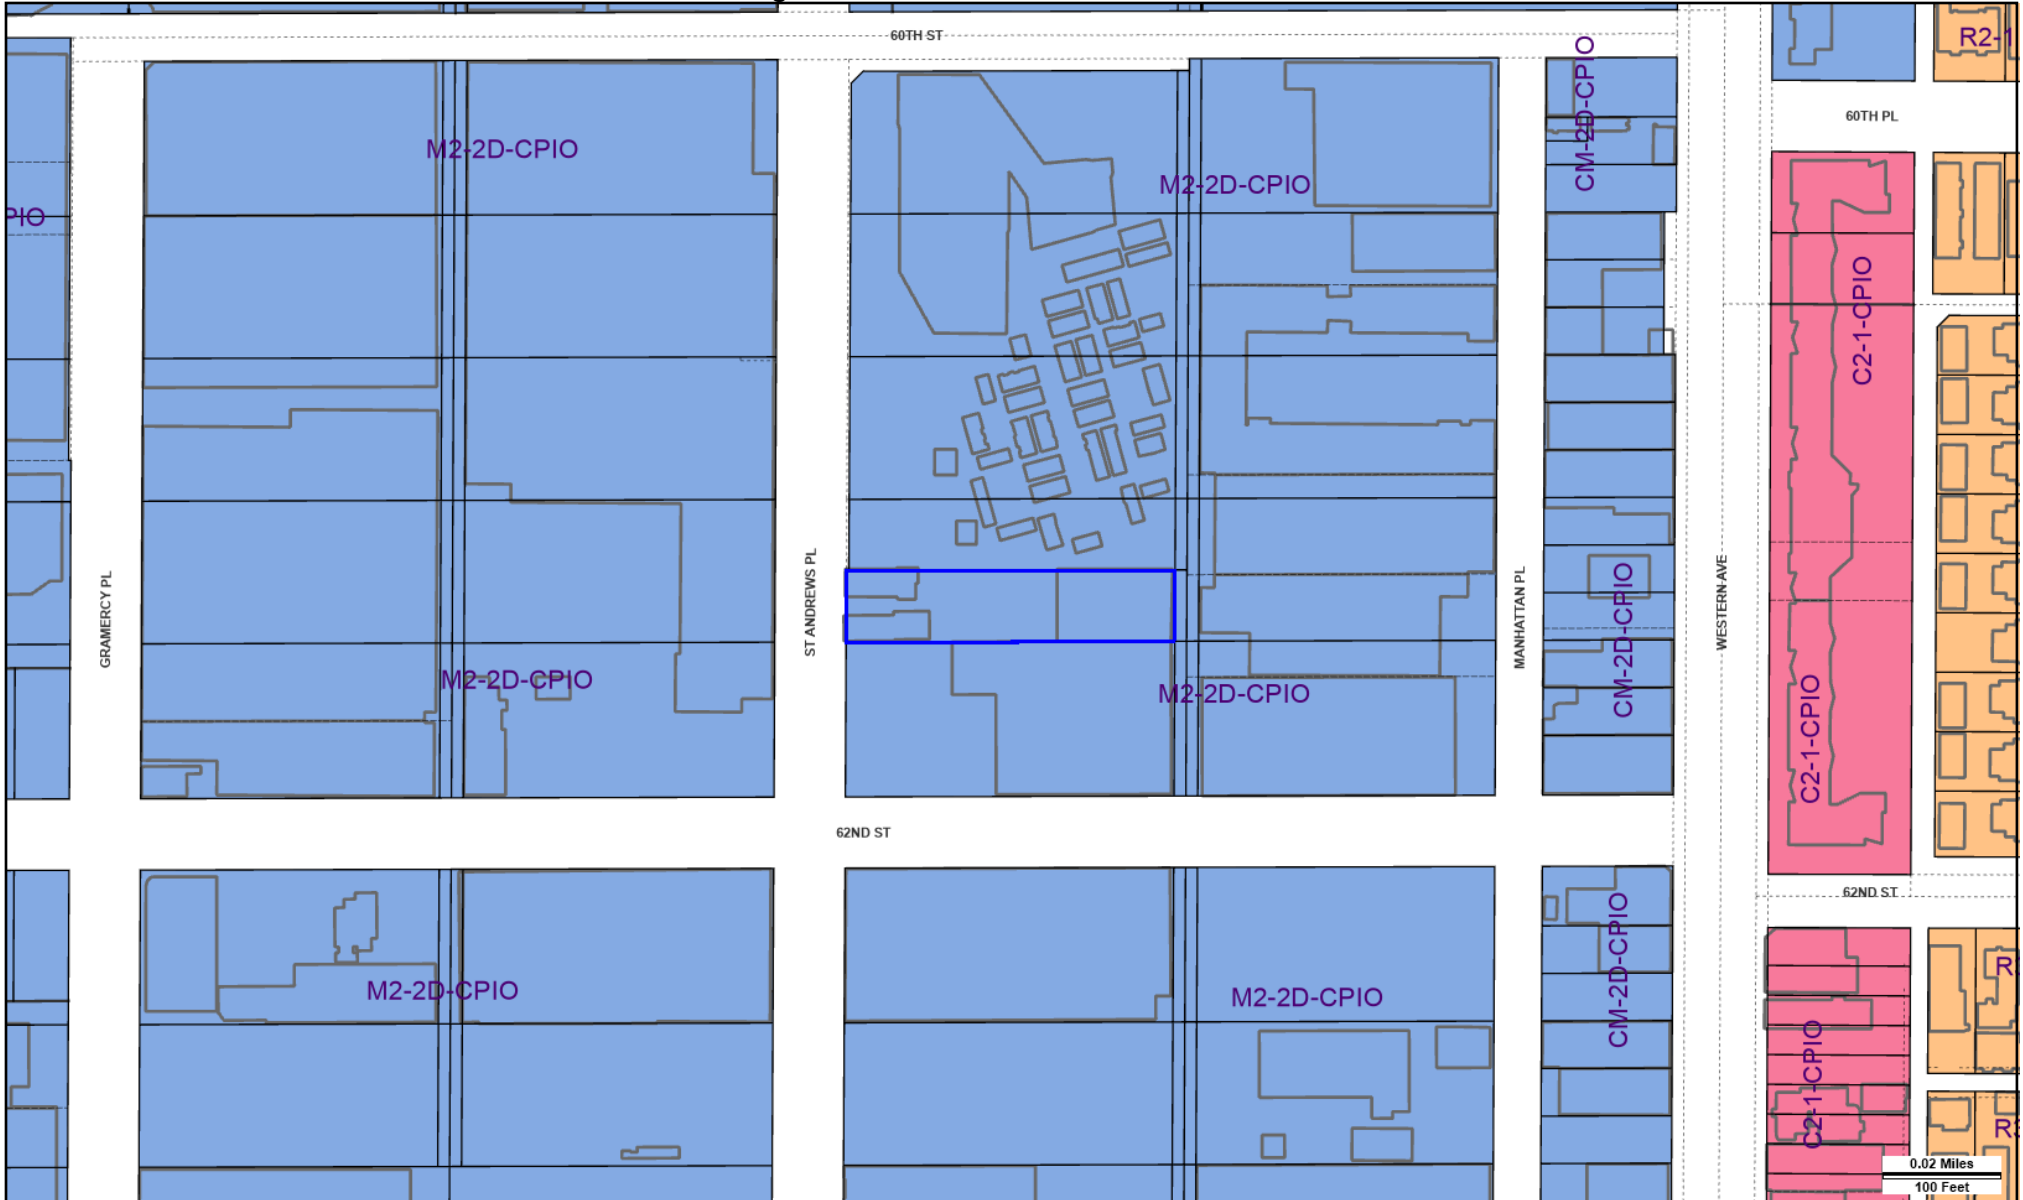 60TH ST
R2-1
60TH PL
CM-2D-CPIO
M2-2D-CPIO
M2-2D-CPIO
PIO
C2-1-CPIO
GRAMERCY PL
ST ANDREWS PL
MANHATTAN PL
WESTERN AVE
CM-2D-CPIO
M2-2D-CPIO
M2-2D-CPIO
C2-1-CPIO
62ND ST
62ND ST
M2-2D-CPIO
M2-2D-CPIO
CM-2D-CPIO
C2-1-CPIO
0.02 Miles
100 Feet